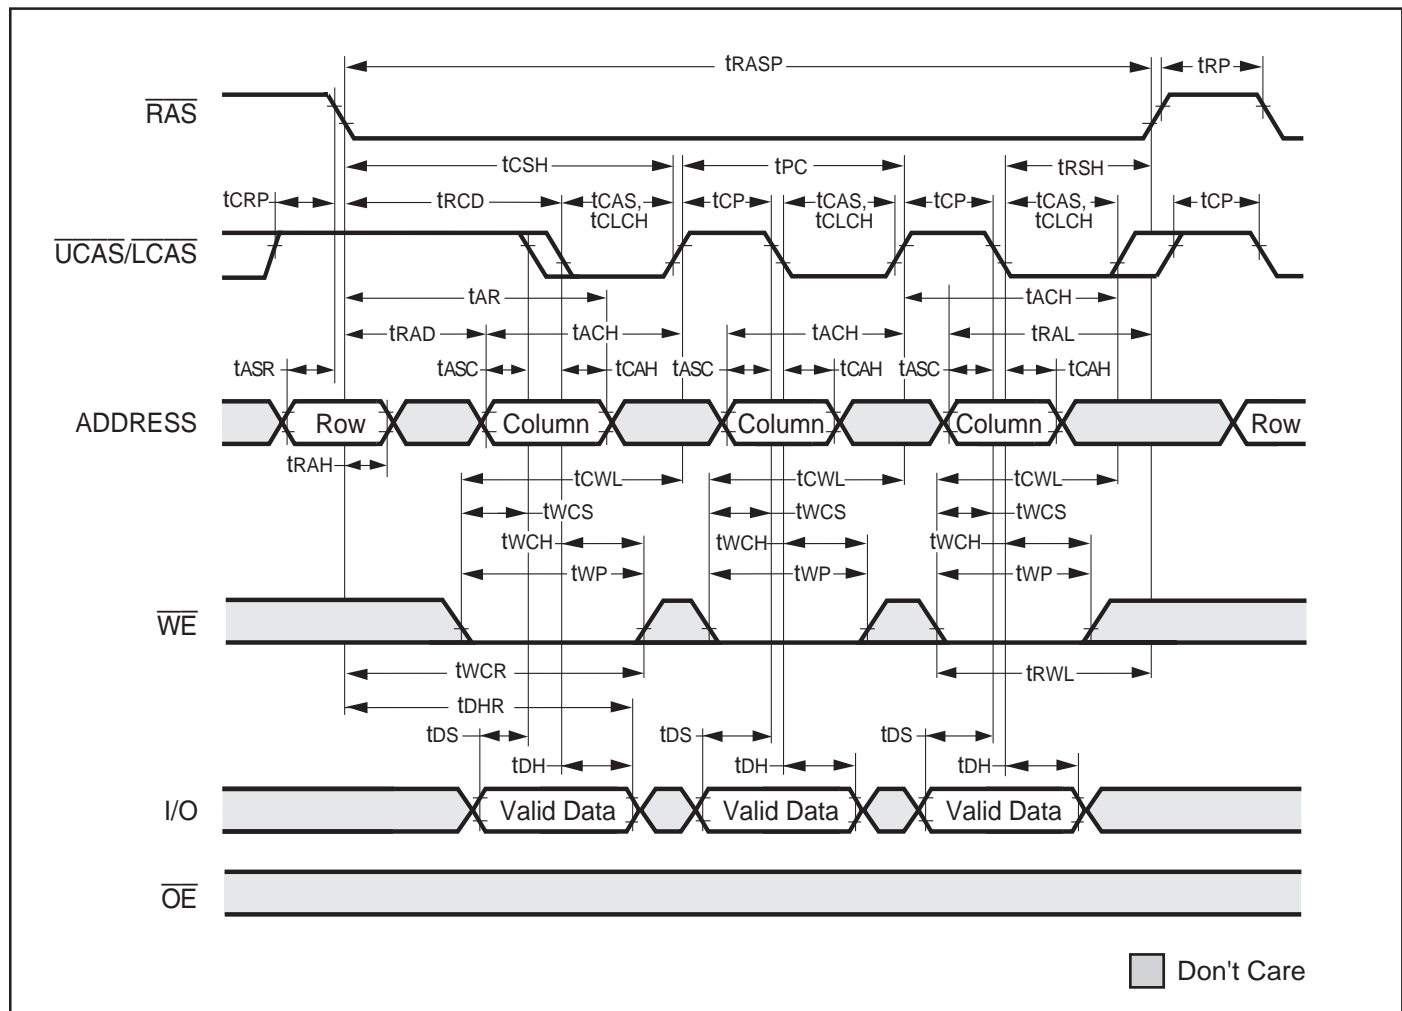 tRASP
tRP
RAS
tCSH
tPC
tRSH
tCRP
tRCD
tCAS,
tCLCH
tCP
tCAS,
tCLCH
tCP
tCAS,
tCLCH
tCP
UCAS/LCAS
tAR
tACH
tRAD
tACH
tACH
tRAL
tASR
tASC
tCAH
tASC
tCAH
tASC
tCAH
ADDRESS
Row
Column
Column
Column
Row
tRAH
tCWL
tCWL
tCWL
tWCS
tWCS
tWCS
tWCH
tWCH
tWCH
tWP
tWP
tWP
WE
tWCR
tRWL
tDHR
tDS
tDS
tDS
tDH
tDH
tDH
I/O
Valid Data
Valid Data
Valid Data
OE
Don't Care